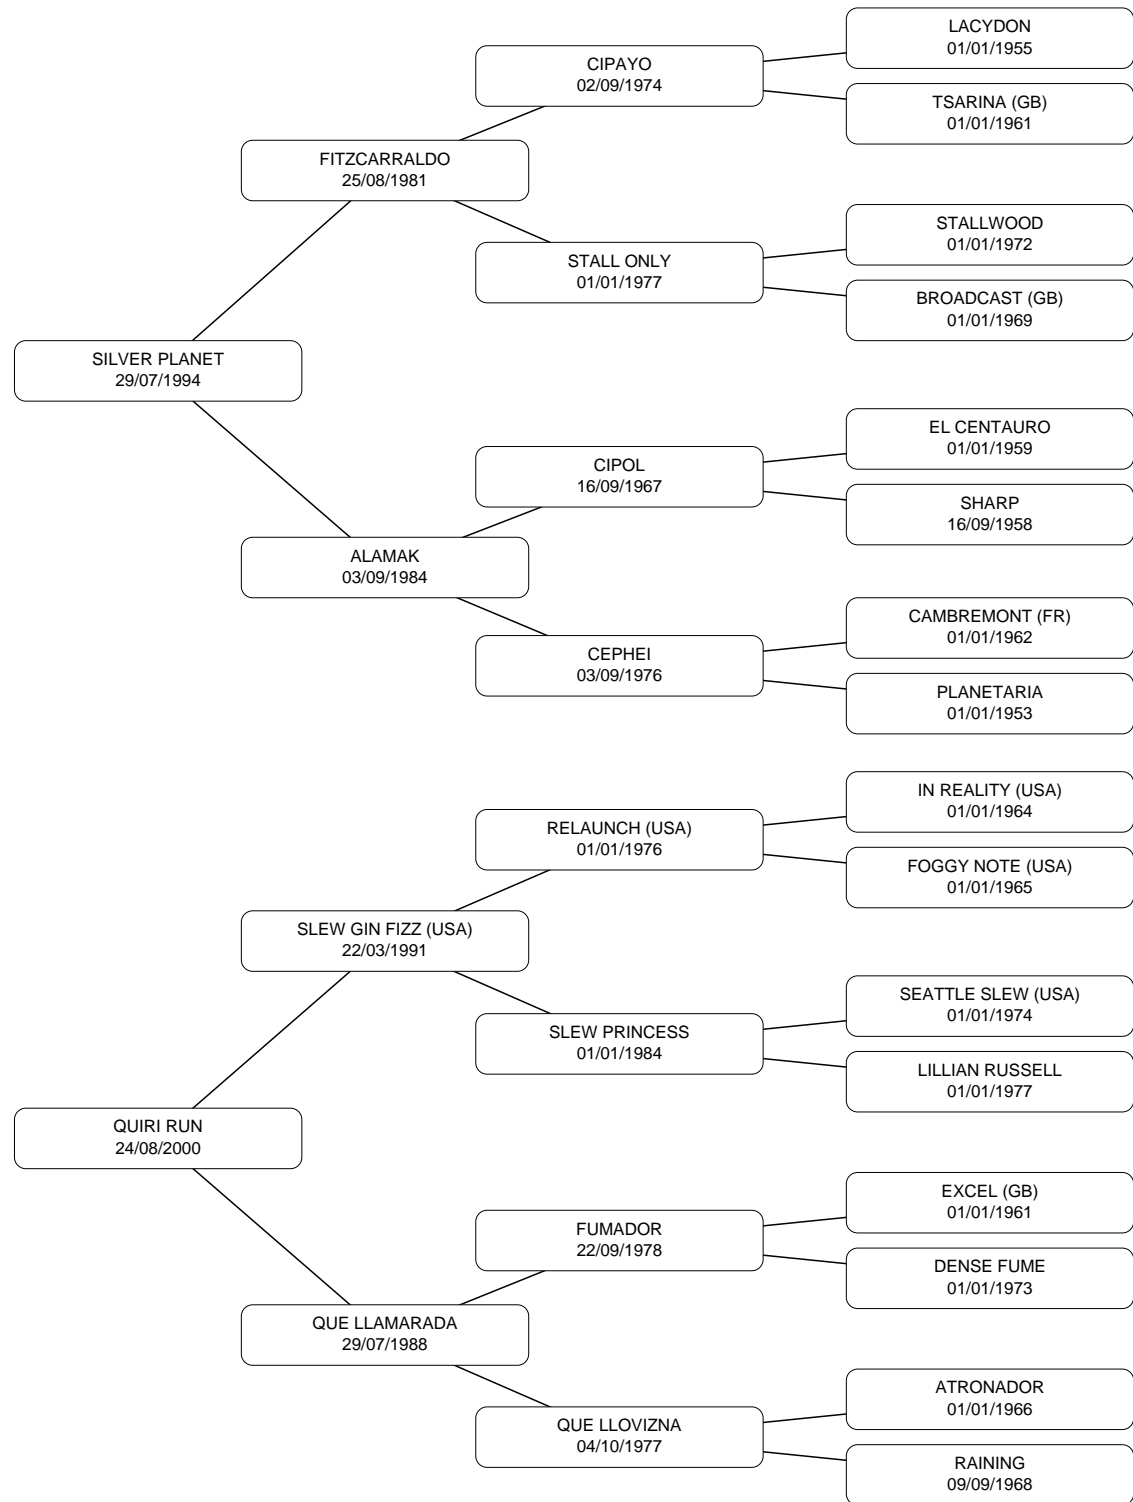 LACYDON
01/01/1955
CIPAYO
02/09/1974
TSARINA (GB)
01/01/1961
FITZCARRALDO
25/08/1981
STALLWOOD
01/01/1972
STALL ONLY
01/01/1977
BROADCAST (GB)
01/01/1969
SILVER PLANET
29/07/1994
EL CENTAURO
01/01/1959
CIPOL
16/09/1967
SHARP
16/09/1958
ALAMAK
03/09/1984
CAMBREMONT (FR)
01/01/1962
CEPHEI
03/09/1976
PLANETARIA
01/01/1953
IN REALITY (USA)
01/01/1964
RELAUNCH (USA)
01/01/1976
FOGGY NOTE (USA)
01/01/1965
SLEW GIN FIZZ (USA)
22/03/1991
SEATTLE SLEW (USA)
01/01/1974
SLEW PRINCESS
01/01/1984
LILLIAN RUSSELL
01/01/1977
QUIRI RUN
24/08/2000
EXCEL (GB)
01/01/1961
FUMADOR
22/09/1978
DENSE FUME
01/01/1973
QUE LLAMARADA
29/07/1988
ATRONADOR
01/01/1966
QUE LLOVIZNA
04/10/1977
RAINING
09/09/1968